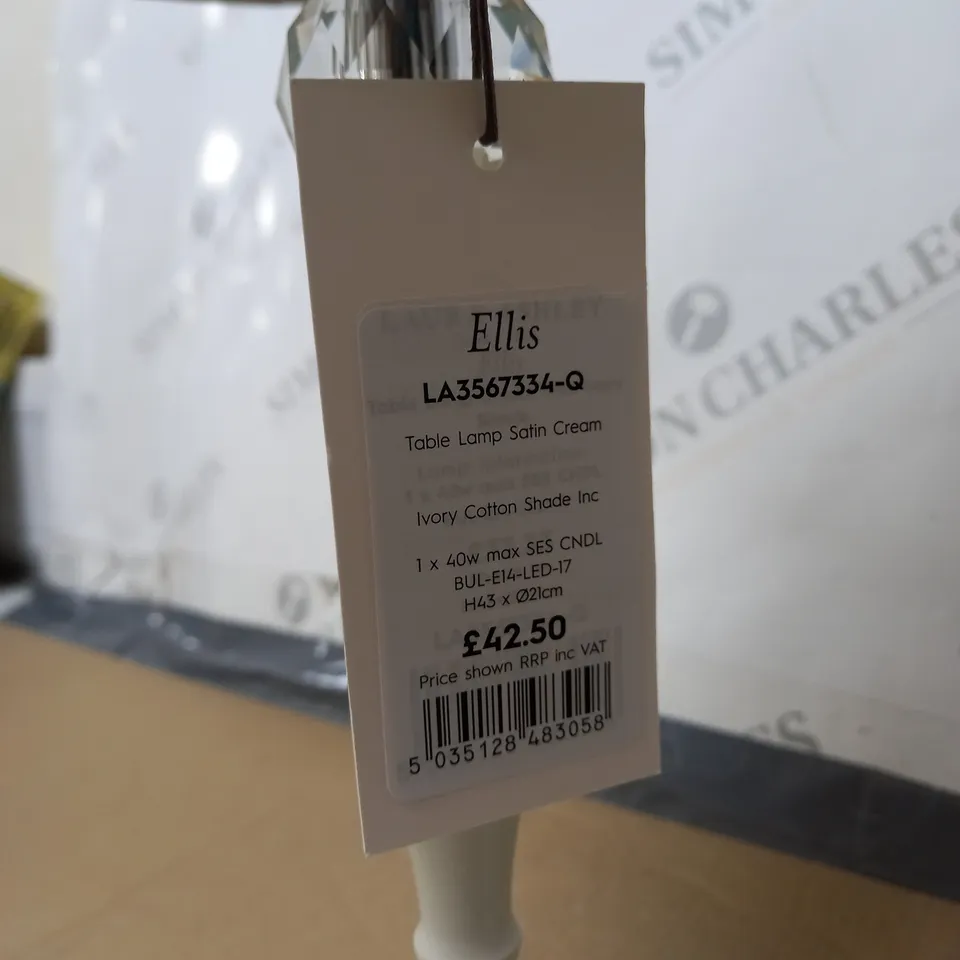 Ellis
LA3567334-Q
Table Lamp Satin Cream
Ivory Cotton Shade Inc
1 x 40w max SES CNDL
BUL-E14-LED-17
H43 x Ø21cm
£42.50
Price shown RRP inc VAT
5 035128 483058